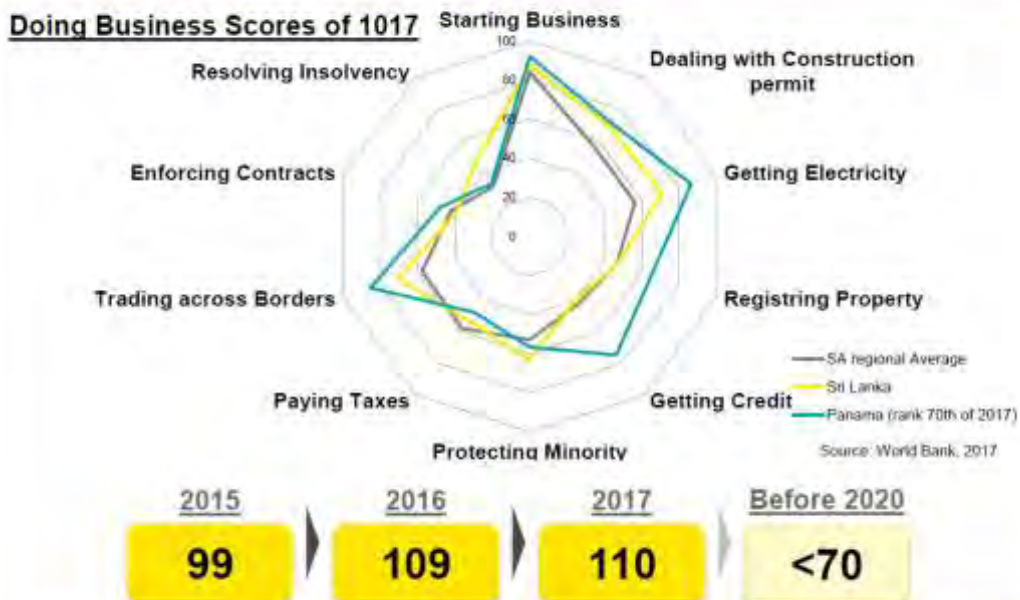 Doing Business Scores of 1017
Starting Business
Dealing with Construction
permit
Getting Electricity
Registring Property
Getting Credit
Protecting Minority
Paying Taxes
Trading across Borders
Enforcing Contracts
Resolving Insolvency
100
80
60
40
20
0
SA regional Average
Sri Lanka
Panama (rank 70th of 2017)
Source: World Bank, 2017
2015
2016
2017
Before 2020
99
109
110
<70